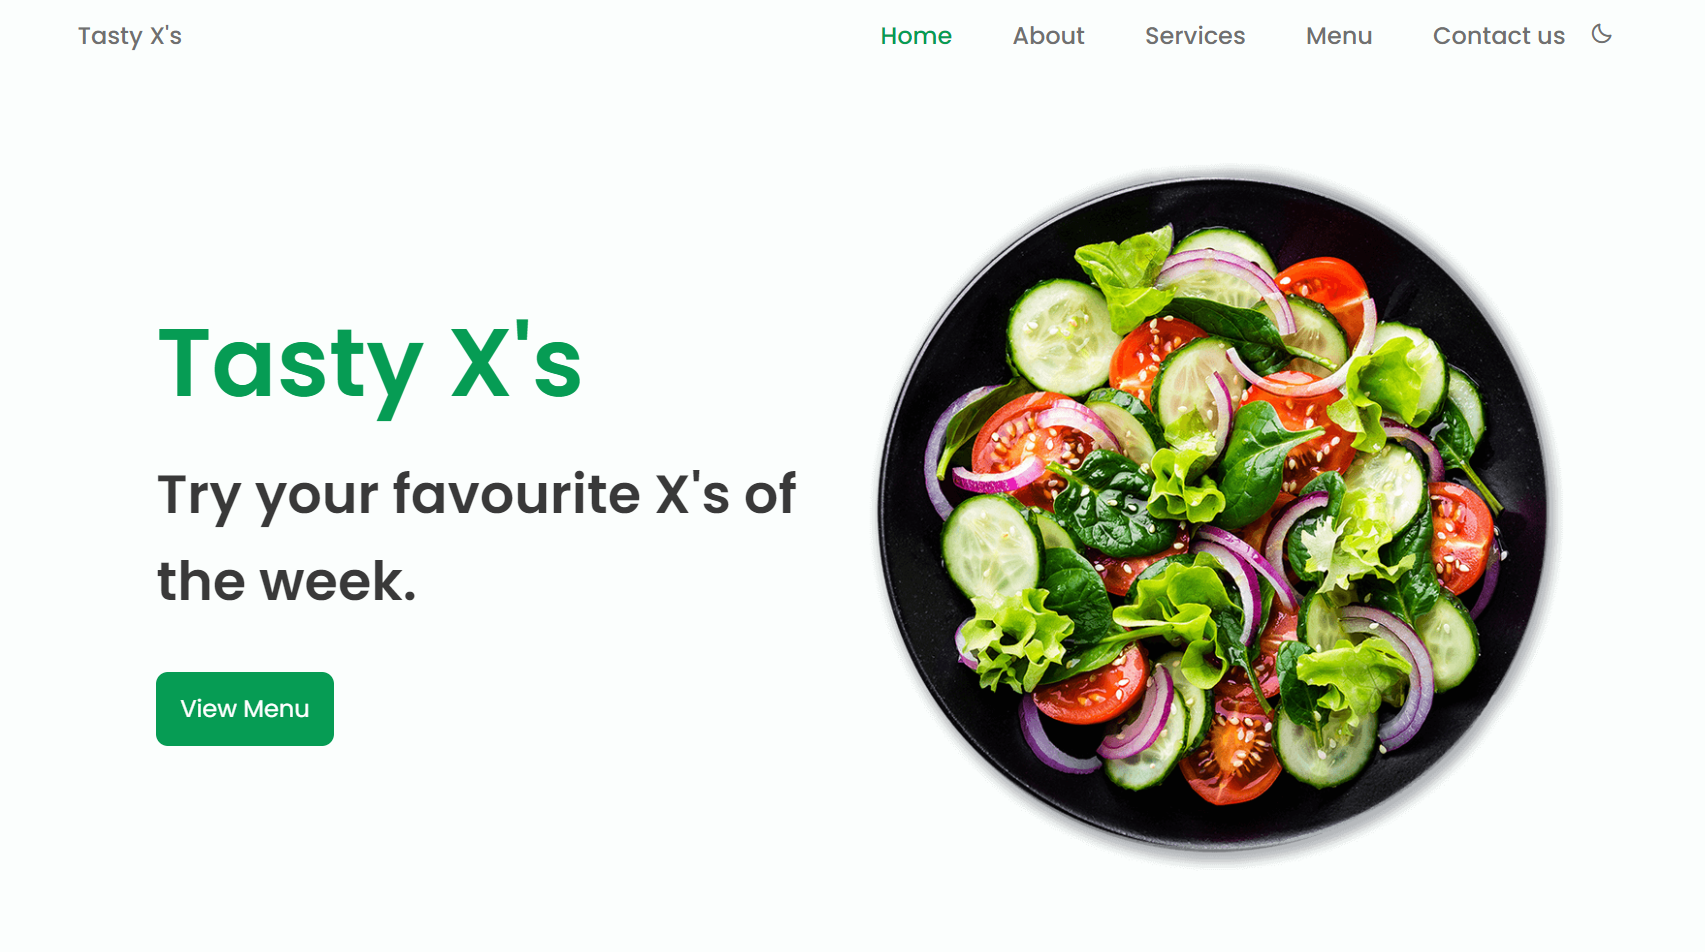 Tasty X's
Home About Services Menu Contact us
Tasty X's
Try your favourite X's of
the week.
View Menu